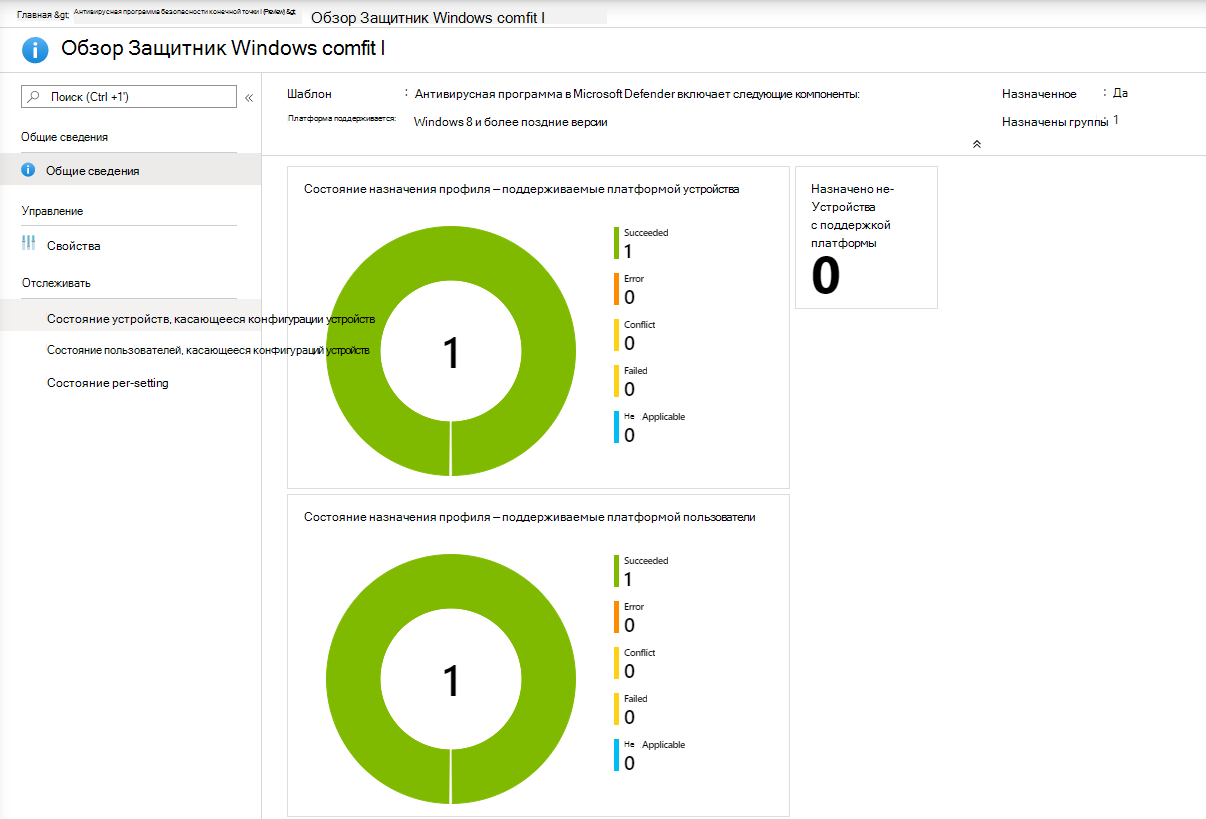 Главная &gt; Антивирусная программа безопасности конечной точки I (Preview) &gt; Обзор Защитник Windows comfit I
Обзор Защитник Windows comfit I
Поиск (Ctrl +1')
«
Общие сведения
Общие сведения
Управление
Свойства
Отслеживать
Состояние устройств, касающееся конфигурации устройств
Состояние пользователей, касающееся конфигураций устройств
Состояние per-setting
Шаблон : Антивирусная программа в Microsoft Defender включает следующие компоненты:
Платформа поддерживается: Windows 8 и более поздние версии
Назначенное : Да
Назначены группы : 1
Состояние назначения профиля – поддерживаемые платформой устройства
1
Succeeded
1
Error
0
Conflict
0
Failed
0
Не Applicable
0
Назначено не-
Устройства
с поддержкой
платформы
0
Состояние назначения профиля – поддерживаемые платформой пользователи
1
Succeeded
1
Error
0
Conflict
0
Failed
0
Не Applicable
0